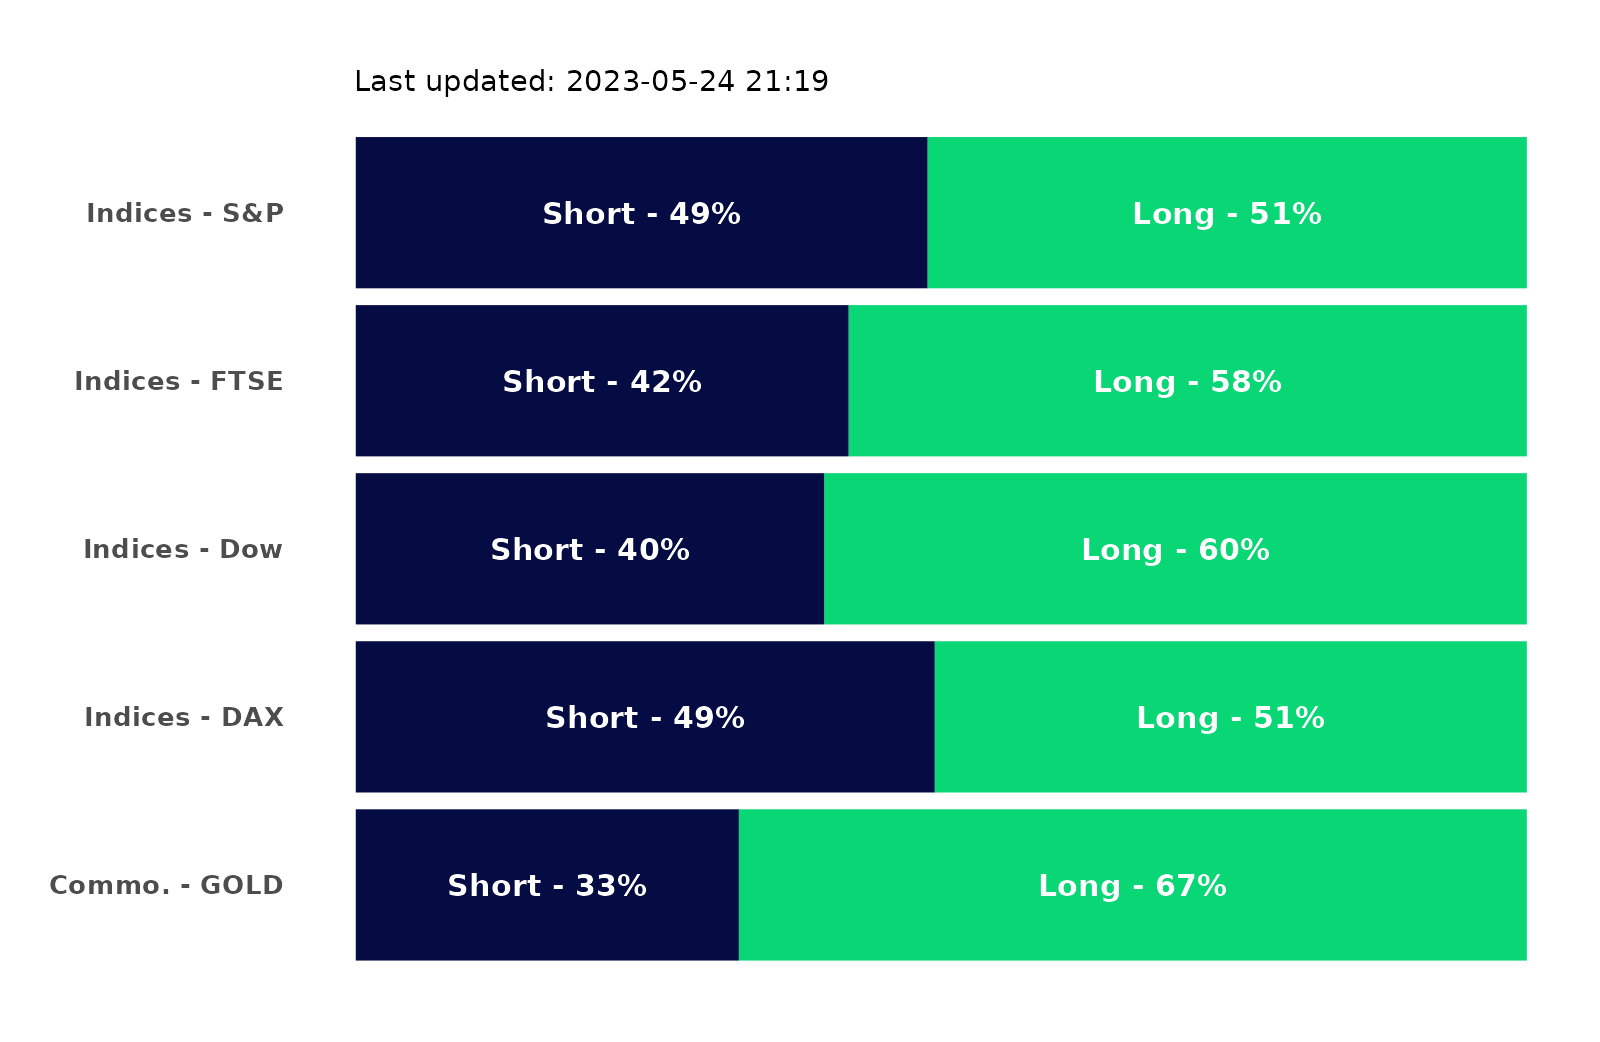 Last updated: 2023-05-24 21:19
Indices - S&P Short - 49% Long - 51%
Indices - FTSE Short - 42% Long - 58%
Indices - Dow Short - 40% Long - 60%
Indices - DAX Short - 49% Long - 51%
Commo. - GOLD Short - 33% Long - 67%